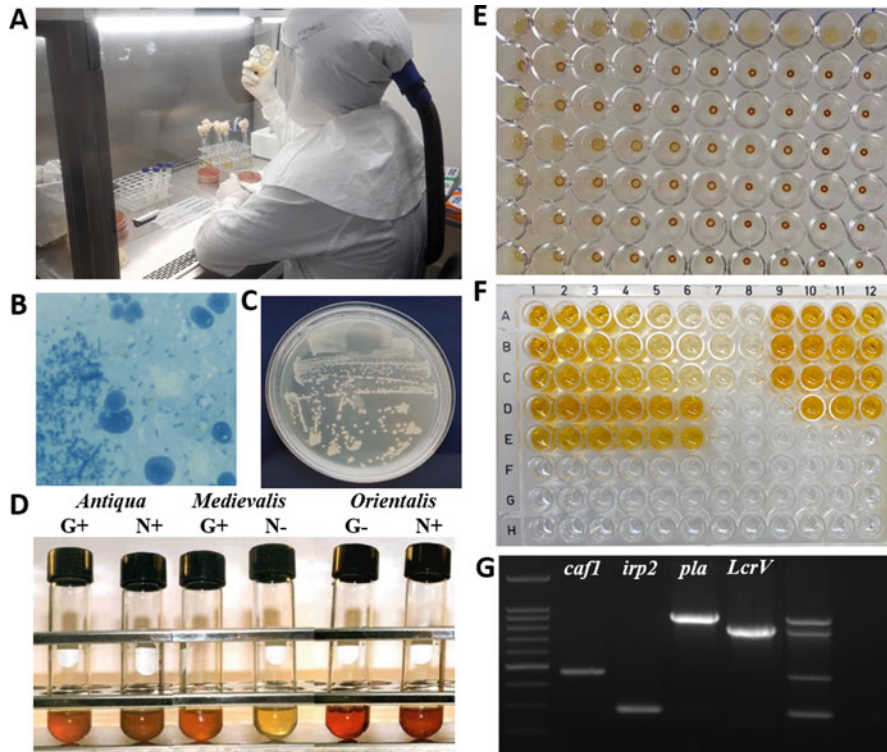 A
B
C
Antiqua Medievalis Orientalis
D G+ N+ G+ N- G- N+
E
F
1 2 3 4 5 6 7 8 9 10 11 12
A
B
C
D
E
F
G
H
G
caf1 irp2 pla LcrV